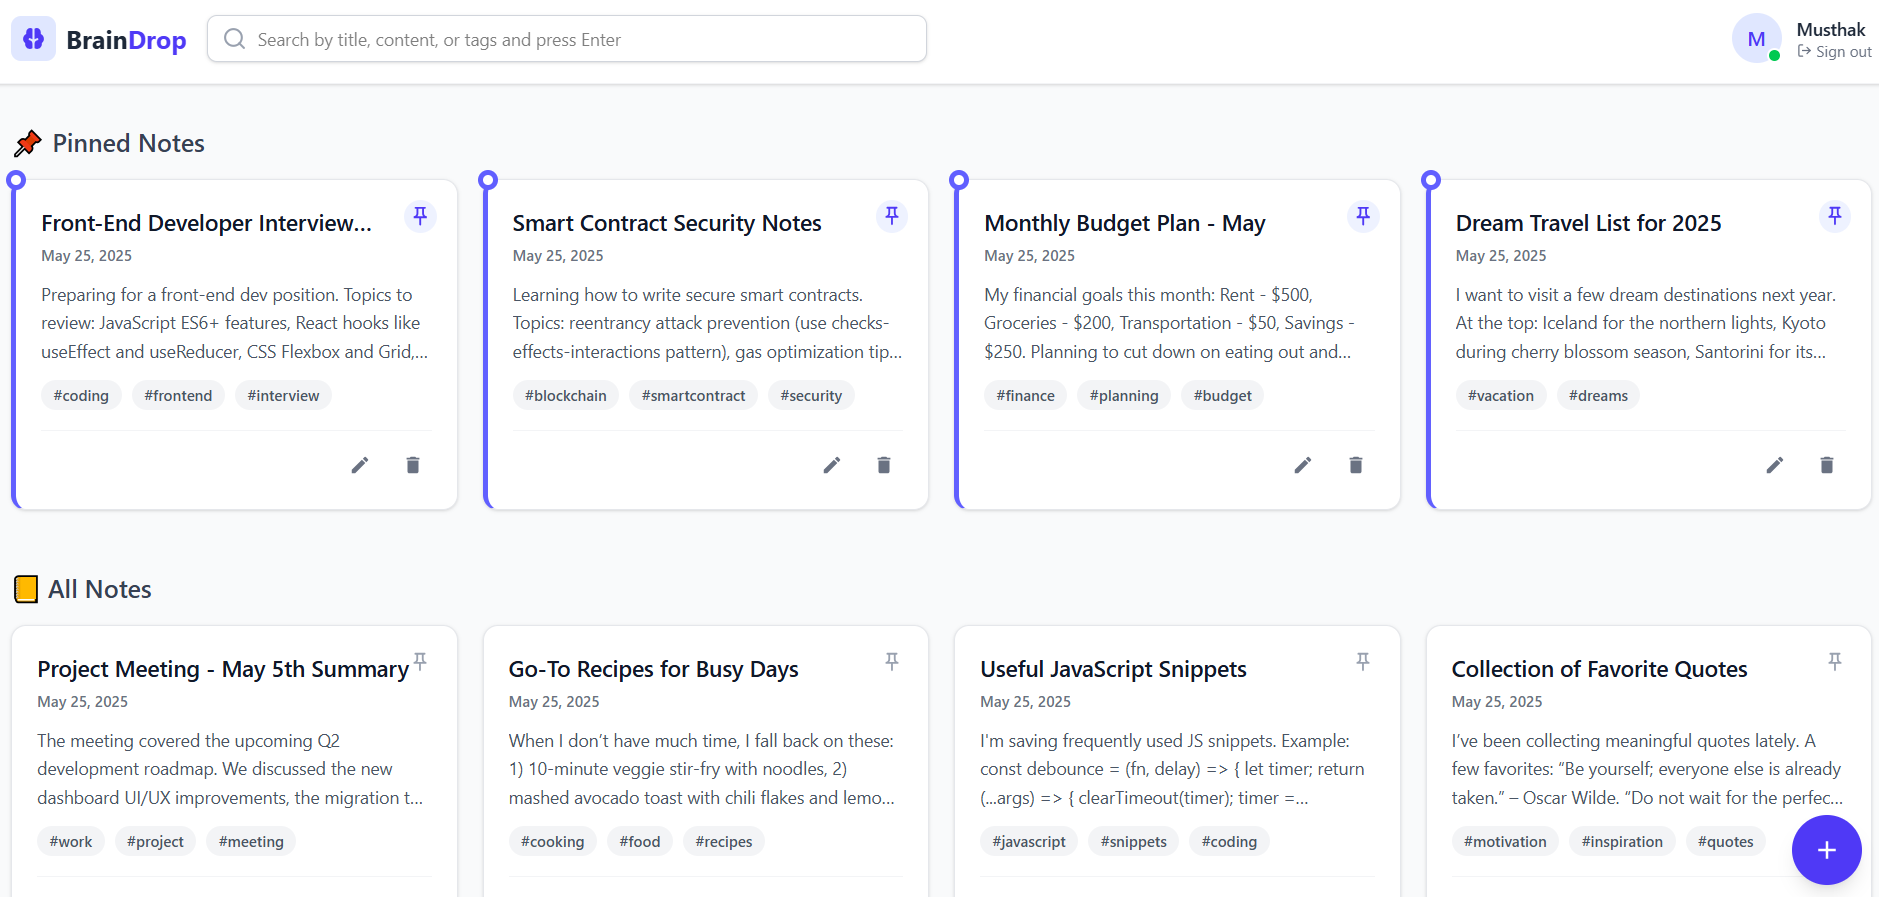 BrainDrop
Search by title, content, or tags and press Enter
M
Musthak
Sign out
Pinned Notes
Front-End Developer Interview...
May 25, 2025
Preparing for a front-end dev position. Topics to
review: JavaScript ES6+ features, React hooks like
useEffect and useReducer, CSS Flexbox and Grid,...
#coding #frontend #interview
Smart Contract Security Notes
May 25, 2025
Learning how to write secure smart contracts.
Topics: reentrancy attack prevention (use checks-
effects-interactions pattern), gas optimization tip...
#blockchain #smartcontract #security
Monthly Budget Plan - May
May 25, 2025
My financial goals this month: Rent - $500,
Groceries - $200, Transportation - $50, Savings -
$250. Planning to cut down on eating out and...
#finance #planning #budget
Dream Travel List for 2025
May 25, 2025
I want to visit a few dream destinations next year.
At the top: Iceland for the northern lights, Kyoto
during cherry blossom season, Santorini for its...
#vacation #dreams
All Notes
Project Meeting - May 5th Summary
May 25, 2025
The meeting covered the upcoming Q2
development roadmap. We discussed the new
dashboard UI/UX improvements, the migration t...
#work #project #meeting
Go-To Recipes for Busy Days
May 25, 2025
When I don’t have much time, I fall back on these:
1) 10-minute veggie stir-fry with noodles, 2)
mashed avocado toast with chili flakes and lemo...
#cooking #food #recipes
Useful JavaScript Snippets
May 25, 2025
I'm saving frequently used JS snippets. Example:
const debounce = (fn, delay) => { let timer; return
(...args) => { clearTimeout(timer); timer =...
#javascript #snippets #coding
Collection of Favorite Quotes
May 25, 2025
I’ve been collecting meaningful quotes lately. A
few favorites: “Be yourself; everyone else is already
taken.” – Oscar Wilde. “Do not wait for the perfec...
#motivation #inspiration #quotes